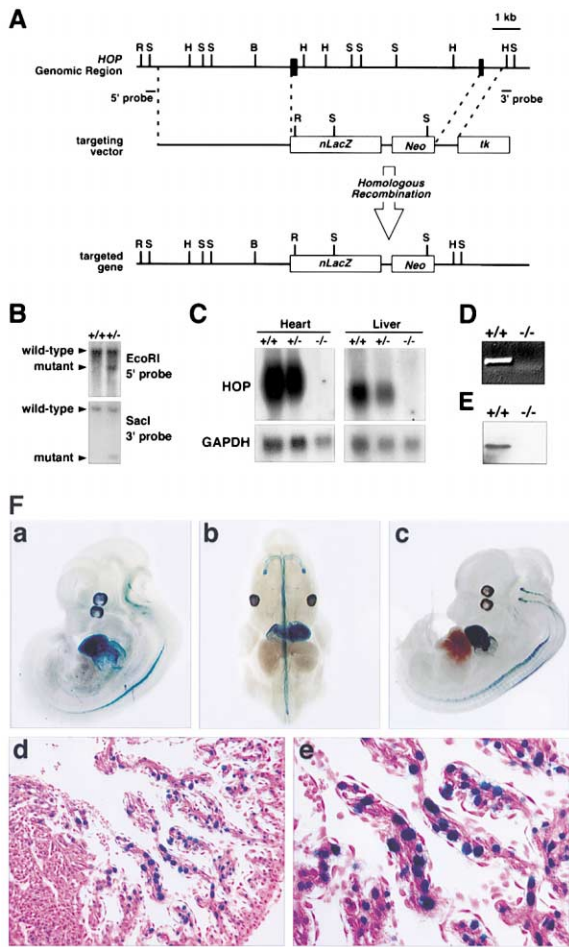 A
1 kb
HOP
Genomic Region
R S H S S B H H S S S H H S
5' probe
3' probe
targeting
vector
R S S
nLacZ Neo tk
Homologous
Recombination
targeted
gene
R S H S S B R S S H S
nLacZ Neo
B
+/+ +/-
wild-type
mutant
EcoRI
5' probe
wild-type
mutant
SacI
3' probe
C
Heart Liver
+/+ +/- -/- +/+ +/- -/-
HOP
GAPDH
D
+/+ -/-
E
+/+ -/-
F
a
b
c
d
e